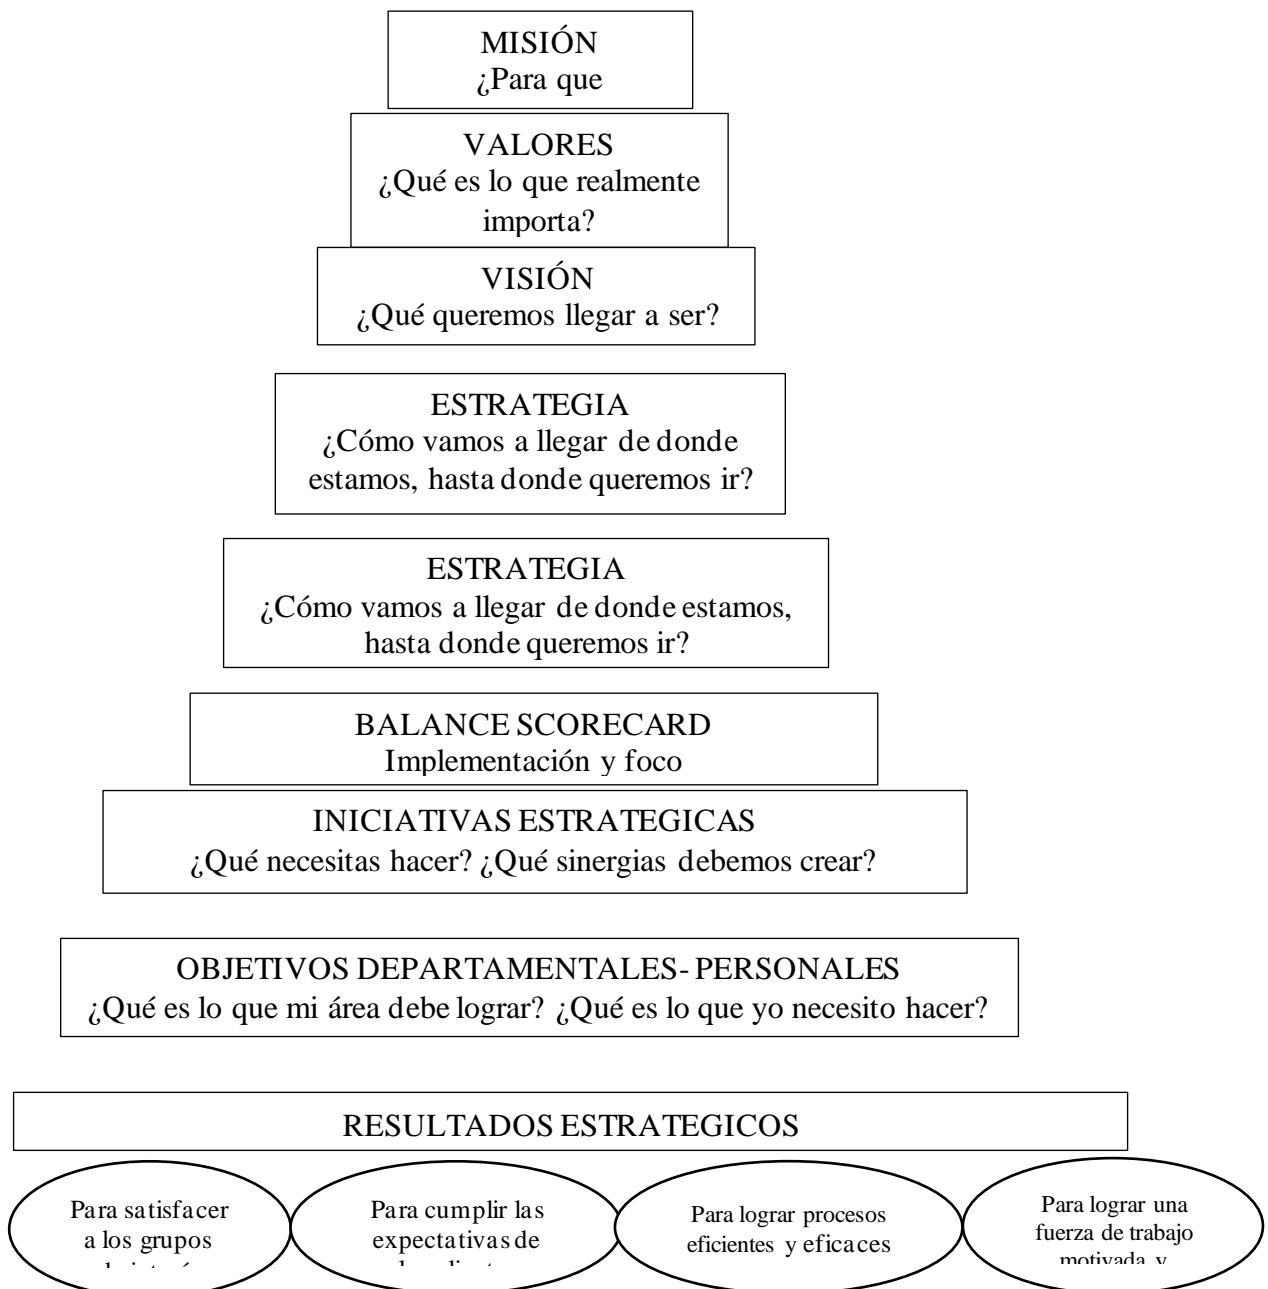 MISIÓN
¿Para que
VALORES
¿Qué es lo que realmente
importa?
VISIÓN
¿Qué queremos llegar a ser?
ESTRATEGIA
¿Cómo vamos a llegar de donde
estamos, hasta donde queremos ir?
ESTRATEGIA
¿Cómo vamos a llegar de donde estamos,
hasta donde queremos ir?
BALANCE SCORECARD
Implementación y foco
INICIATIVAS ESTRATEGICAS
¿Qué necesitas hacer? ¿Qué sinergias debemos crear?
OBJETIVOS DEPARTAMENTALES- PERSONALES
¿Qué es lo que mi área debe lograr? ¿Qué es lo que yo necesito hacer?
RESULTADOS ESTRATEGICOS
Para satisfacer
a los grupos
Para cumplir las
expectativas de
Para lograr procesos
eficientes y eficaces
Para lograr una
fuerza de trabajo
motivada y